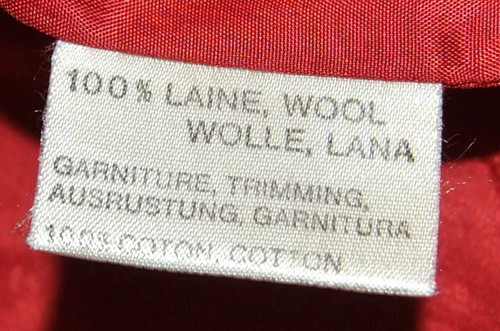 100% LAINE, WOOL
WOLLE, LANA
GARNITURE, TRIMMING,
AUSRUSTUNG, GARNITURA
100% COTON, COTTON